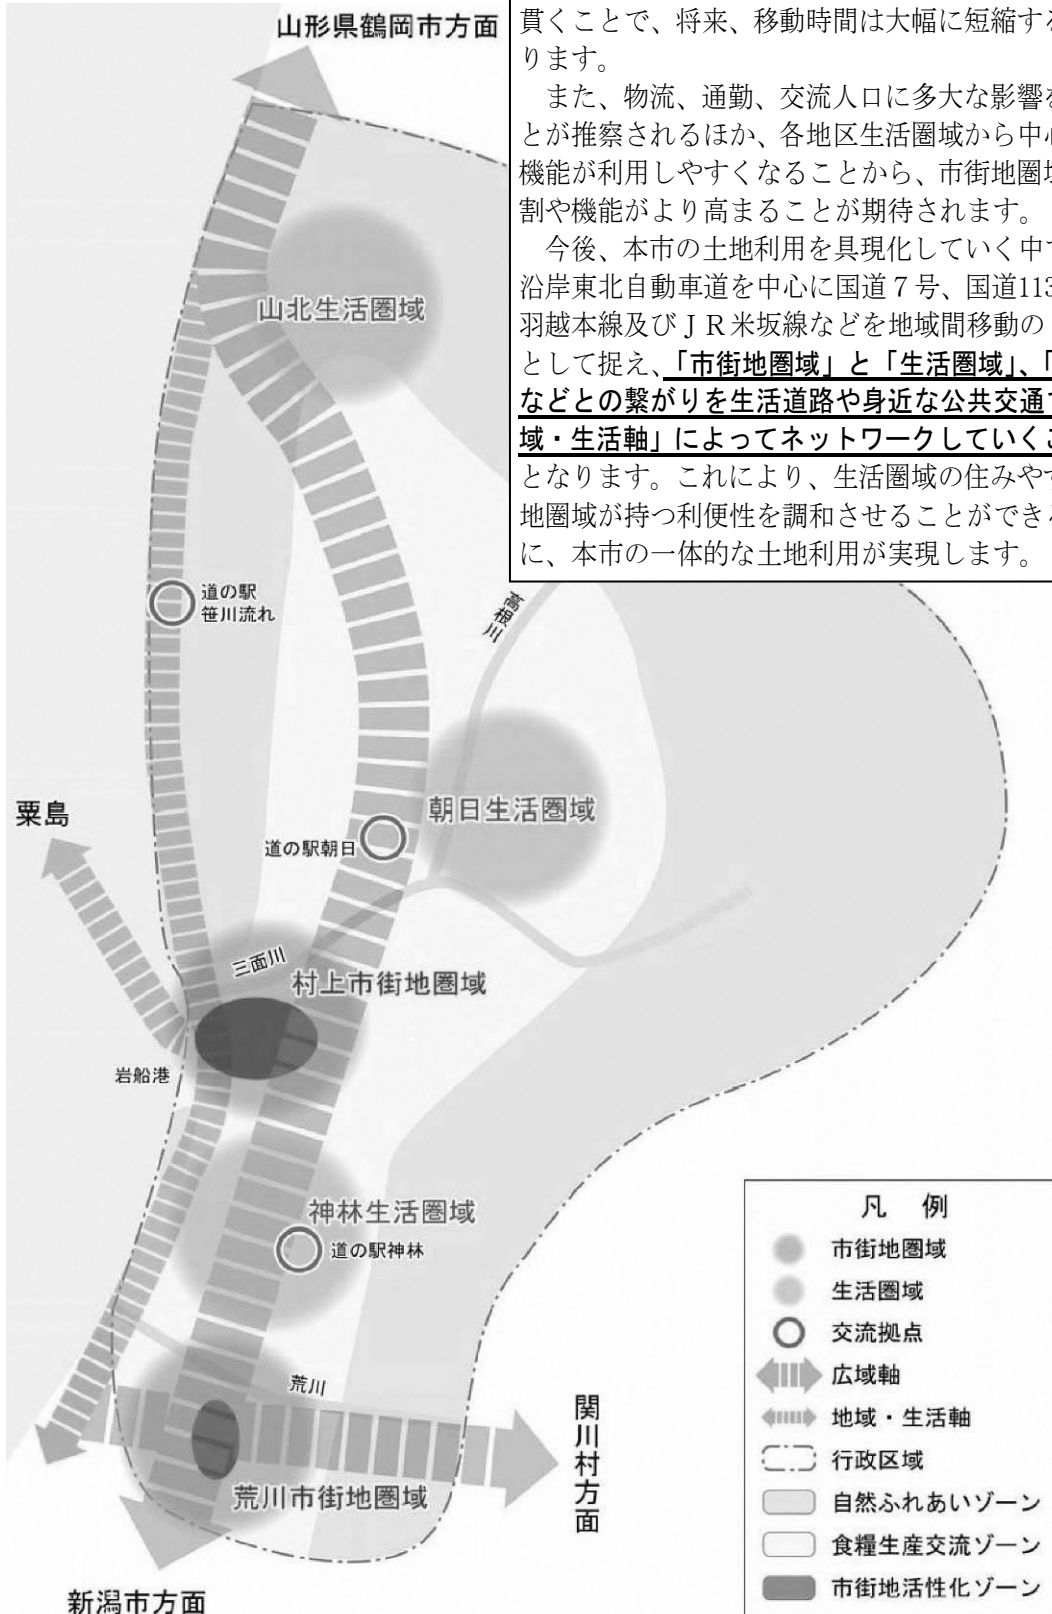 山形県鶴岡市方面
貫くことで、将来、移動時間は大幅に短縮する
ります。
また、物流、通勤、交流人口に多大な影響を
とが推察されるほか、各地区生活圏域から中心
機能が利用しやすくなることから、市街地圏域
割や機能がより高まることが期待されます。
今後、本市の土地利用を具現化していく中で
沿岸東北自動車道を中心に国道７号、国道113
羽越本線及びＪＲ米坂線などを地域間移動の「
として捉え、「市街地圏域」と「生活圏域」、「
などとの繋がりを生活道路や身近な公共交通で
域・生活軸」によってネットワークしていくこ
となります。これにより、生活圏域の住みやす
地圏域が持つ利便性を調和させることができる
に、本市の一体的な土地利用が実現します。
山北生活圏域
道の駅
笹川流れ
高根川
粟島
朝日生活圏域
道の駅朝日
三面川
村上市街地圏域
岩船港
神林生活圏域
道の駅神林
荒川
関川村方面
荒川市街地圏域
新潟市方面
凡 例
市街地圏域
生活圏域
交流拠点
広域軸
地域・生活軸
行政区域
自然ふれあいゾーン
食糧生産交流ゾーン
市街地活性化ゾーン